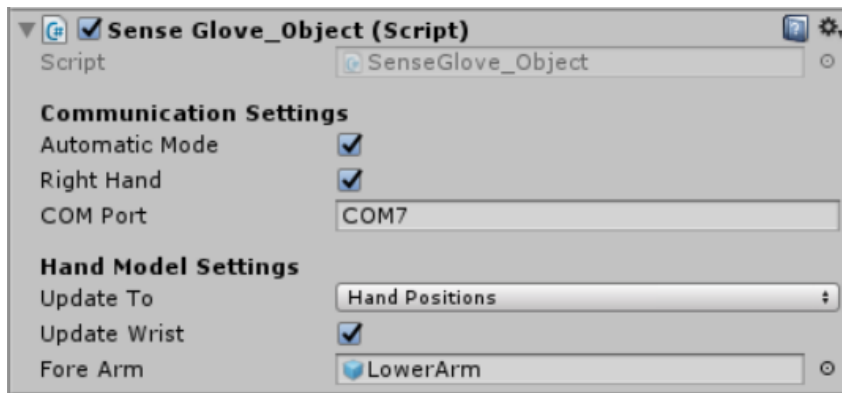 Sense Glove_Object (Script)
Script SenseGlove_Object
Communication Settings
Automatic Mode
Right Hand
COM Port COM7
Hand Model Settings
Update To Hand Positions
Update Wrist
Fore Arm LowerArm